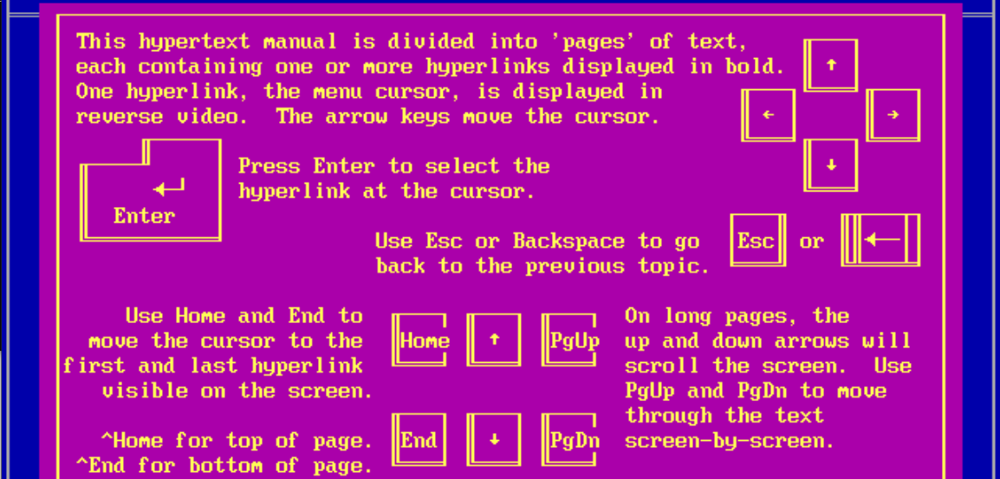 This hypertext manual is divided into 'pages' of text,
each containing one or more hyperlinks displayed in bold.
One hyperlink, the menu cursor, is displayed in
reverse video.  The arrow keys move the cursor.
↑
←
→
↓
Press Enter to select the
hyperlink at the cursor.
Enter
Use Esc or Backspace to go
back to the previous topic.
Esc or ←
Use Home and End to
move the cursor to the
first and last hyperlink
visible on the screen.
^Home for top of page.
^End for bottom of page.
Home ↑ PgUp
End ↓ PgDn
On long pages, the
up and down arrows will
scroll the screen.  Use
PgUp and PgDn to move
through the text
screen-by-screen.